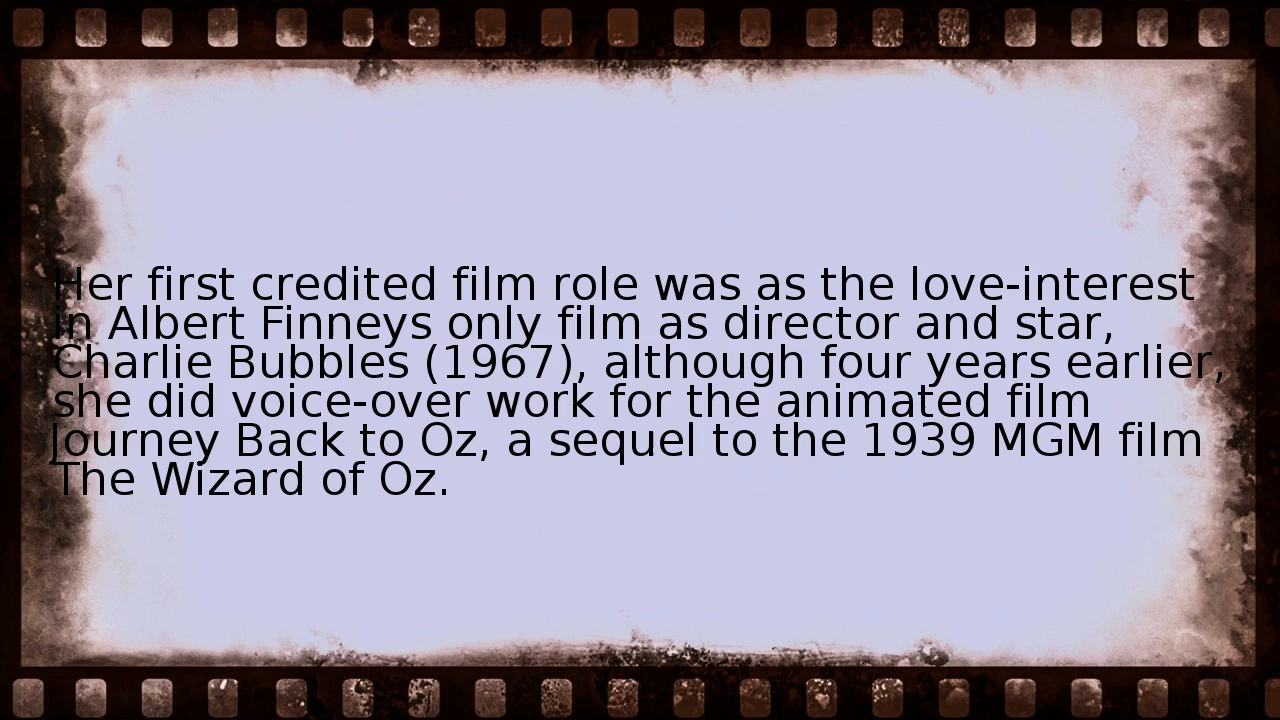 Her first credited film role was as the love-interest
in Albert Finneys only film as director and star,
Charlie Bubbles (1967), although four years earlier,
she did voice-over work for the animated film
Journey Back to Oz, a sequel to the 1939 MGM film
The Wizard of Oz.